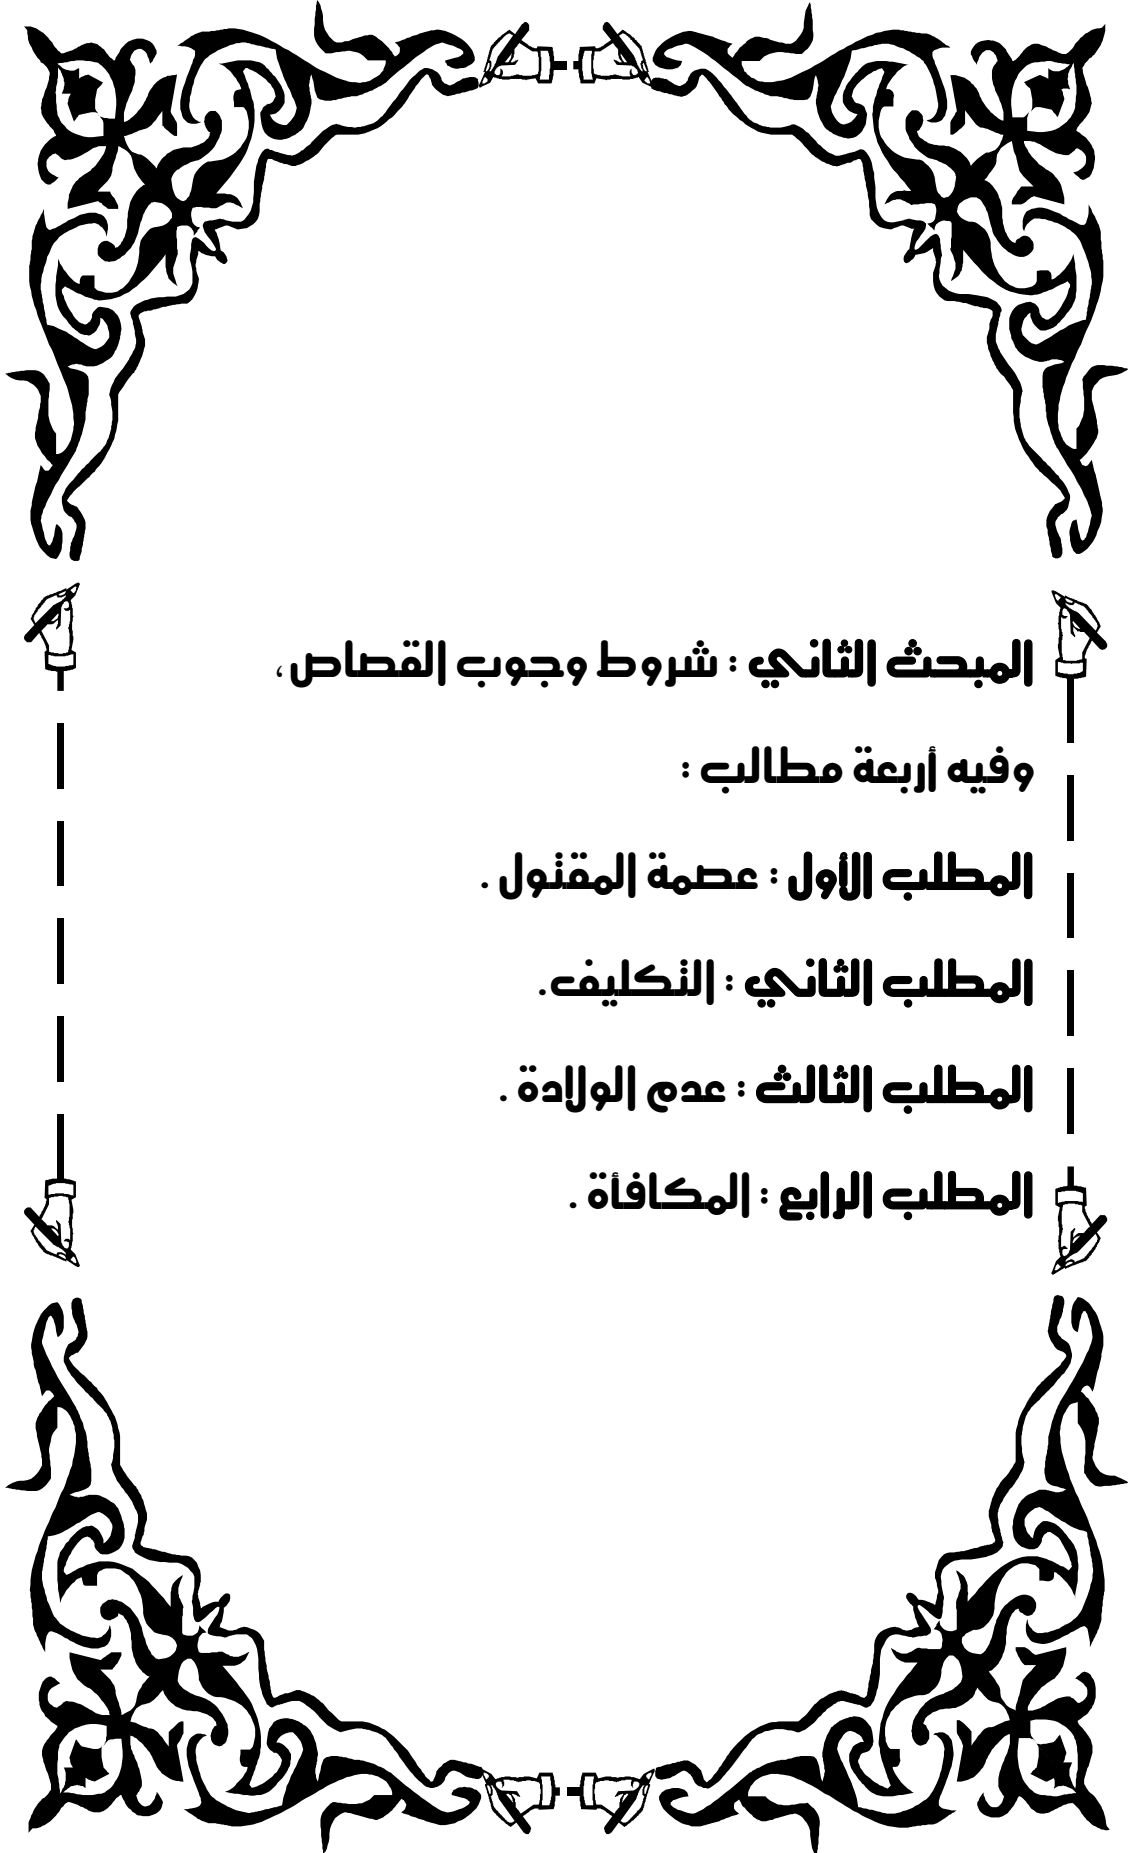 المبحث الثاني : شروط وجوب القصاص ،
وفيه أربعة مطالب :
المطلب الأول : عصمة المقتول .
المطلب الثاني : التكليف.
المطلب الثالث : عدم الولادة .
المطلب الرابع : المكافأة .